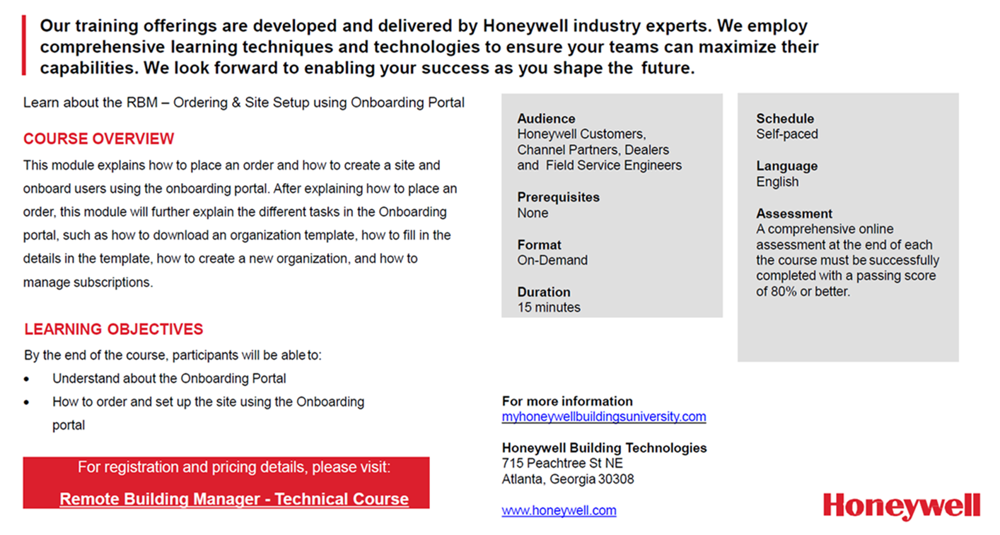 Our training offerings are developed and delivered by Honeywell industry experts. We employ
comprehensive learning techniques and technologies to ensure your teams can maximize their
capabilities. We look forward to enabling your success as you shape the future.
Learn about the RBM – Ordering & Site Setup using Onboarding Portal
COURSE OVERVIEW
This module explains how to place an order and how to create a site and
onboard users using the onboarding portal. After explaining how to place an
order, this module will further explain the different tasks in the Onboarding
portal, such as how to download an organization template, how to fill in the
details in the template, how to create a new organization, and how to
manage subscriptions.
LEARNING OBJECTIVES
By the end of the course, participants will be able to:
• Understand about the Onboarding Portal
• How to order and set up the site using the Onboarding
portal
For registration and pricing details, please visit:
Remote Building Manager - Technical Course
Audience
Honeywell Customers,
Channel Partners, Dealers
and Field Service Engineers
Prerequisites
None
Format
On-Demand
Duration
15 minutes
Schedule
Self-paced
Language
English
Assessment
A comprehensive online
assessment at the end of each
the course must be successfully
completed with a passing score
of 80% or better.
For more information
myhoneywellbuildingsuniversity.com
Honeywell Building Technologies
715 Peachtree St NE
Atlanta, Georgia 30308
www.honeywell.com
Honeywell